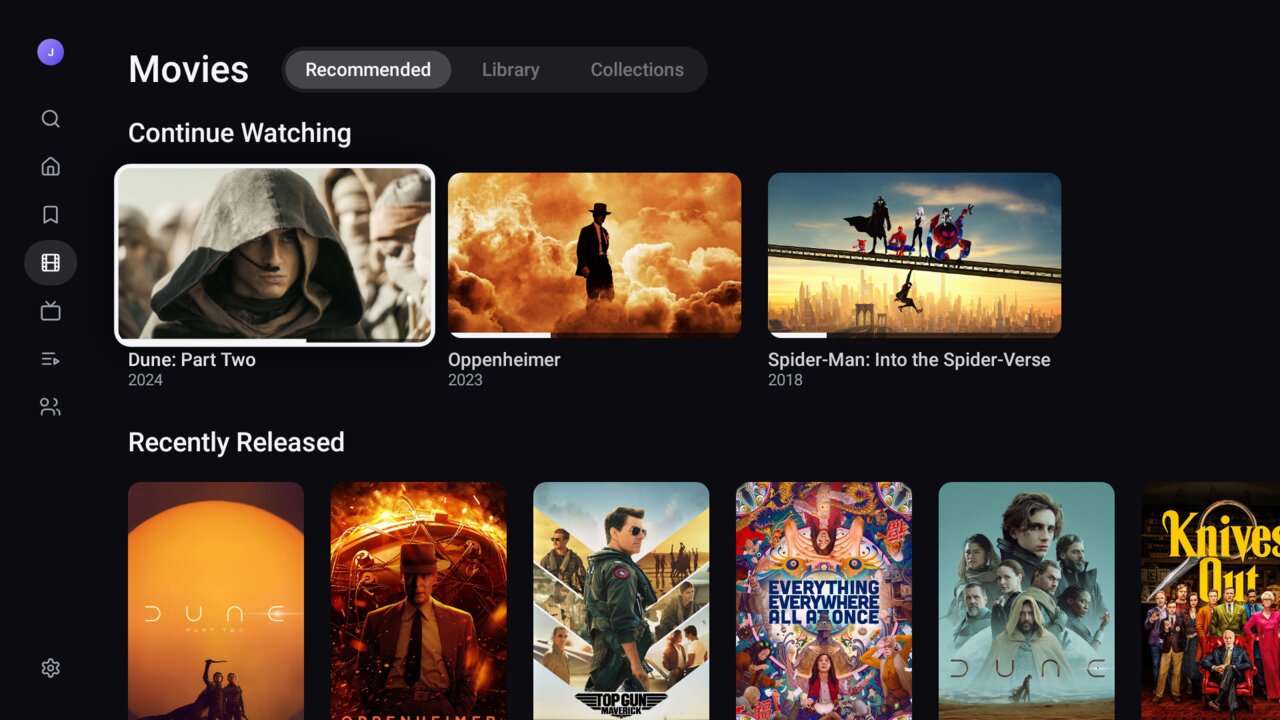 J
Movies
Recommended
Library
Collections
Continue Watching
Dune: Part Two
2024
Oppenheimer
2023
Spider-Man: Into the Spider-Verse
2018
Recently Released
DUNE
PART TWO
OPPENHEIMER
TOP GUN
MAVERICK
EVERYTHING
EVERYWHERE
ALL AT ONCE
DUNE
Knives
Out